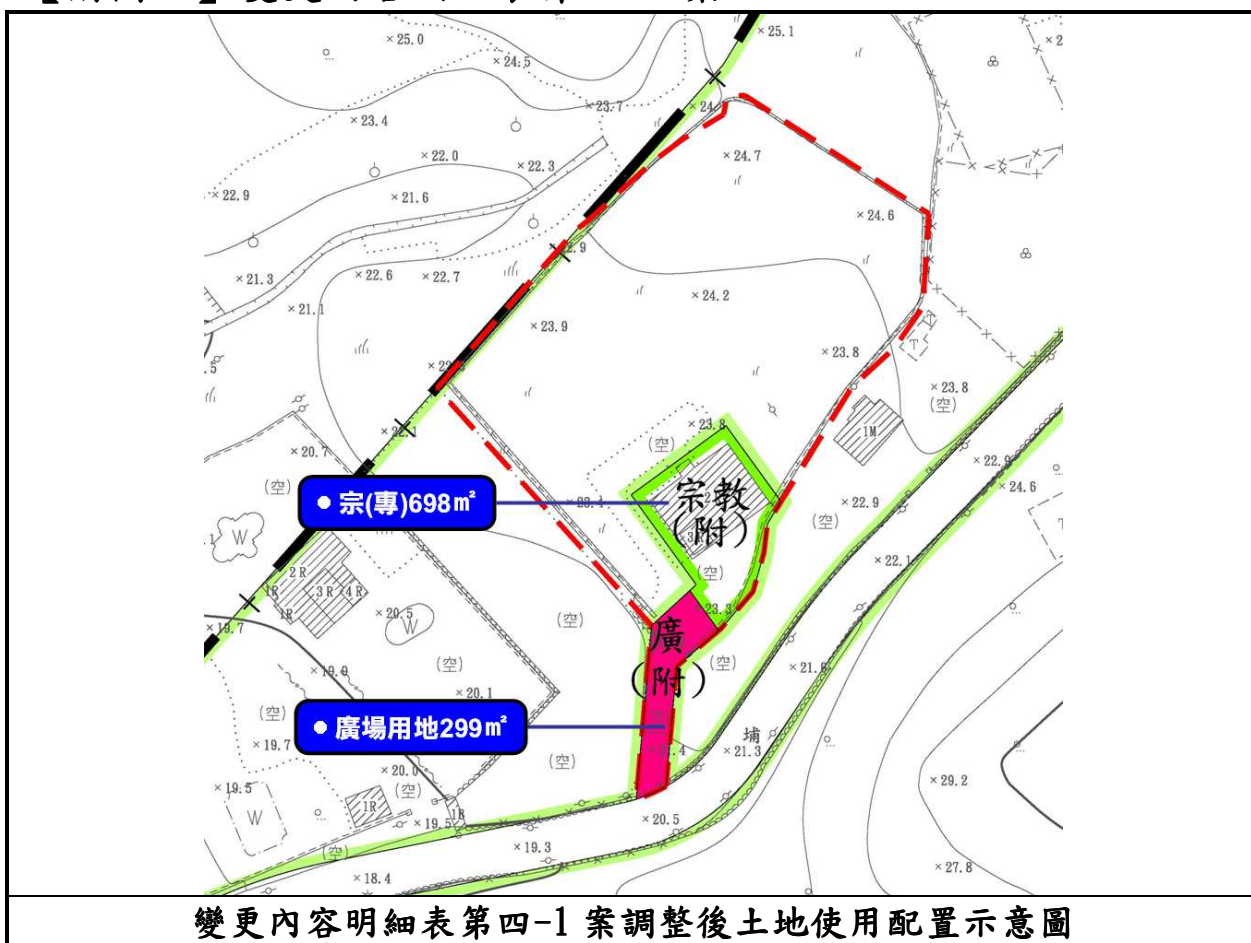 ×25.0
×25.1
×24.5
×23.7
×23.4
×22.0
×24.7
×22.3
×22.9
×21.6
×24.6
×21.3
×22.6
×22.7
×24.2
×21.1
×23.9
×23.8
×23.8
(空)
×23.8
×20.7
(空)
(空)
×22.9
×24.6
宗(專)698㎡
宗教
(附)
1M
×22.9
(空)
W
2R
3R
(4R)
1R
1R
(空)
×22.1
×20.5
W
(空)
23.3
×19.7
廣
(附)
(空)
(空)
×20.1
(空)
廣場用地299㎡
埔
×21.3
×19.7
(空)
×20.0
(空)
×29.2
×19.5
W
1R
×19.5
×20.5
(空)
×19.3
×27.8
×18.4
變更內容明細表第四-1案調整後土地使用配置示意圖